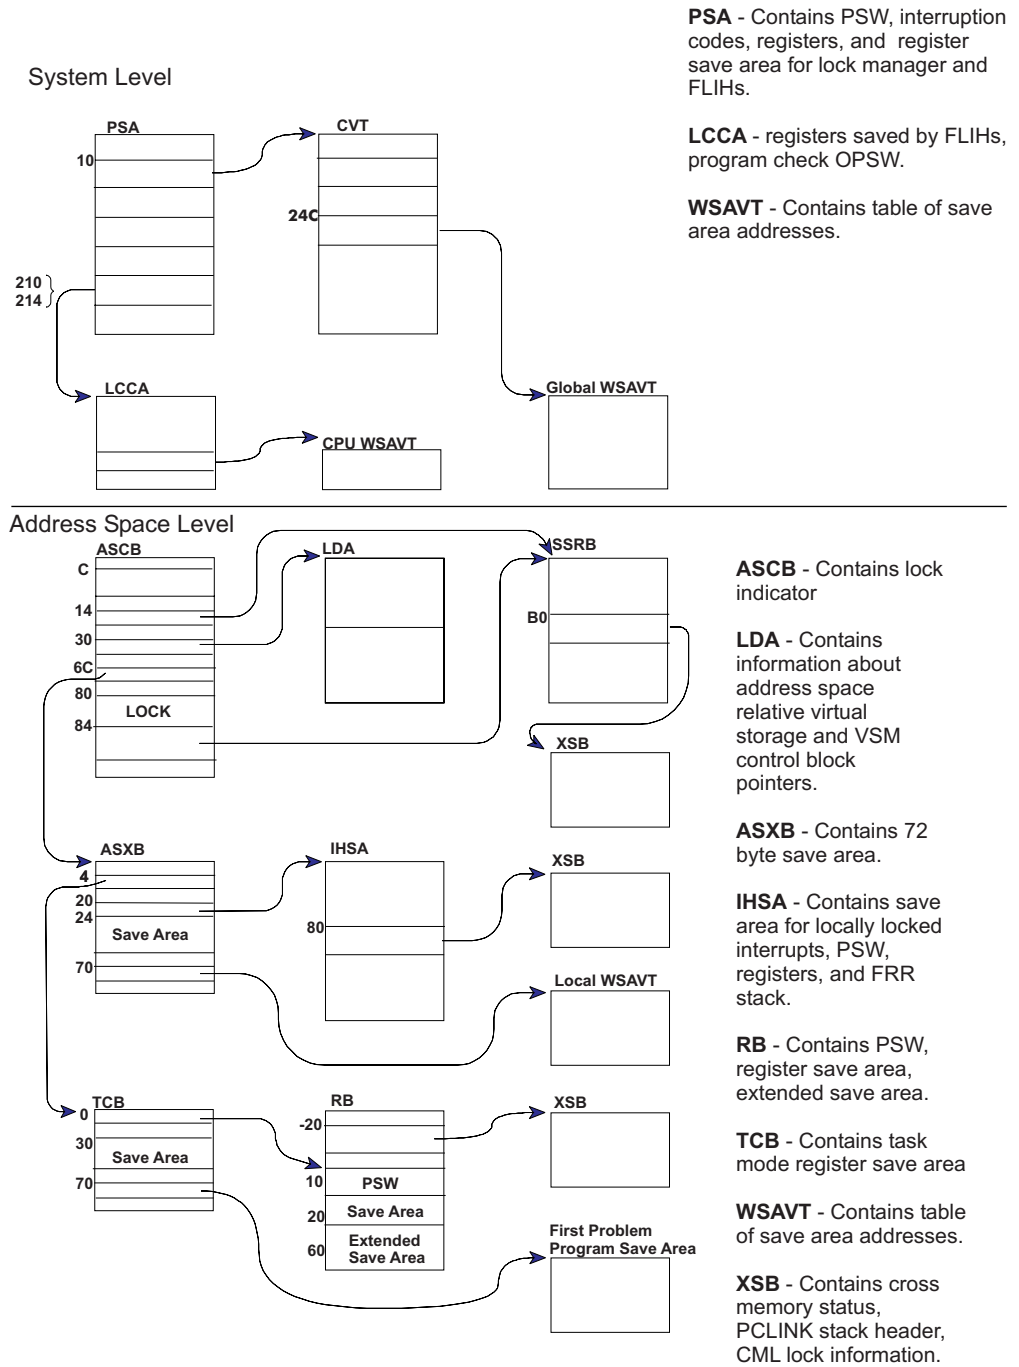 PSA - Contains PSW, interruption
codes, registers, and register
save area for lock manager and
FLIHs.
LCCA - registers saved by FLIHs,
program check OPSW.
WSAVT - Contains table of save
area addresses.
System Level
PSA
10
210
214
CVT
24C
LCCA
CPU WSAVT
Global WSAVT
Address Space Level
ASCB
C
14
30
6C
80
LOCK
84
LDA
SSRB
B0
XSB
ASXB
4
20
24
Save Area
70
IHSA
80
XSB
Local WSAVT
TCB
0
30
Save Area
70
RB
-20
10
PSW
20
Save Area
60
Extended
Save Area
XSB
First Problem
Program Save Area
ASCB - Contains lock
indicator
LDA - Contains
information about
address space
relative virtual
storage and VSM
control block
pointers.
ASXB - Contains 72
byte save area.
IHSA - Contains save
area for locally locked
interrupts, PSW,
registers, and FRR
stack.
RB - Contains PSW,
register save area,
extended save area.
TCB - Contains task
mode register save area
WSAVT - Contains table
of save area addresses.
XSB - Contains cross
memory status,
PCLINK stack header,
CML lock information.